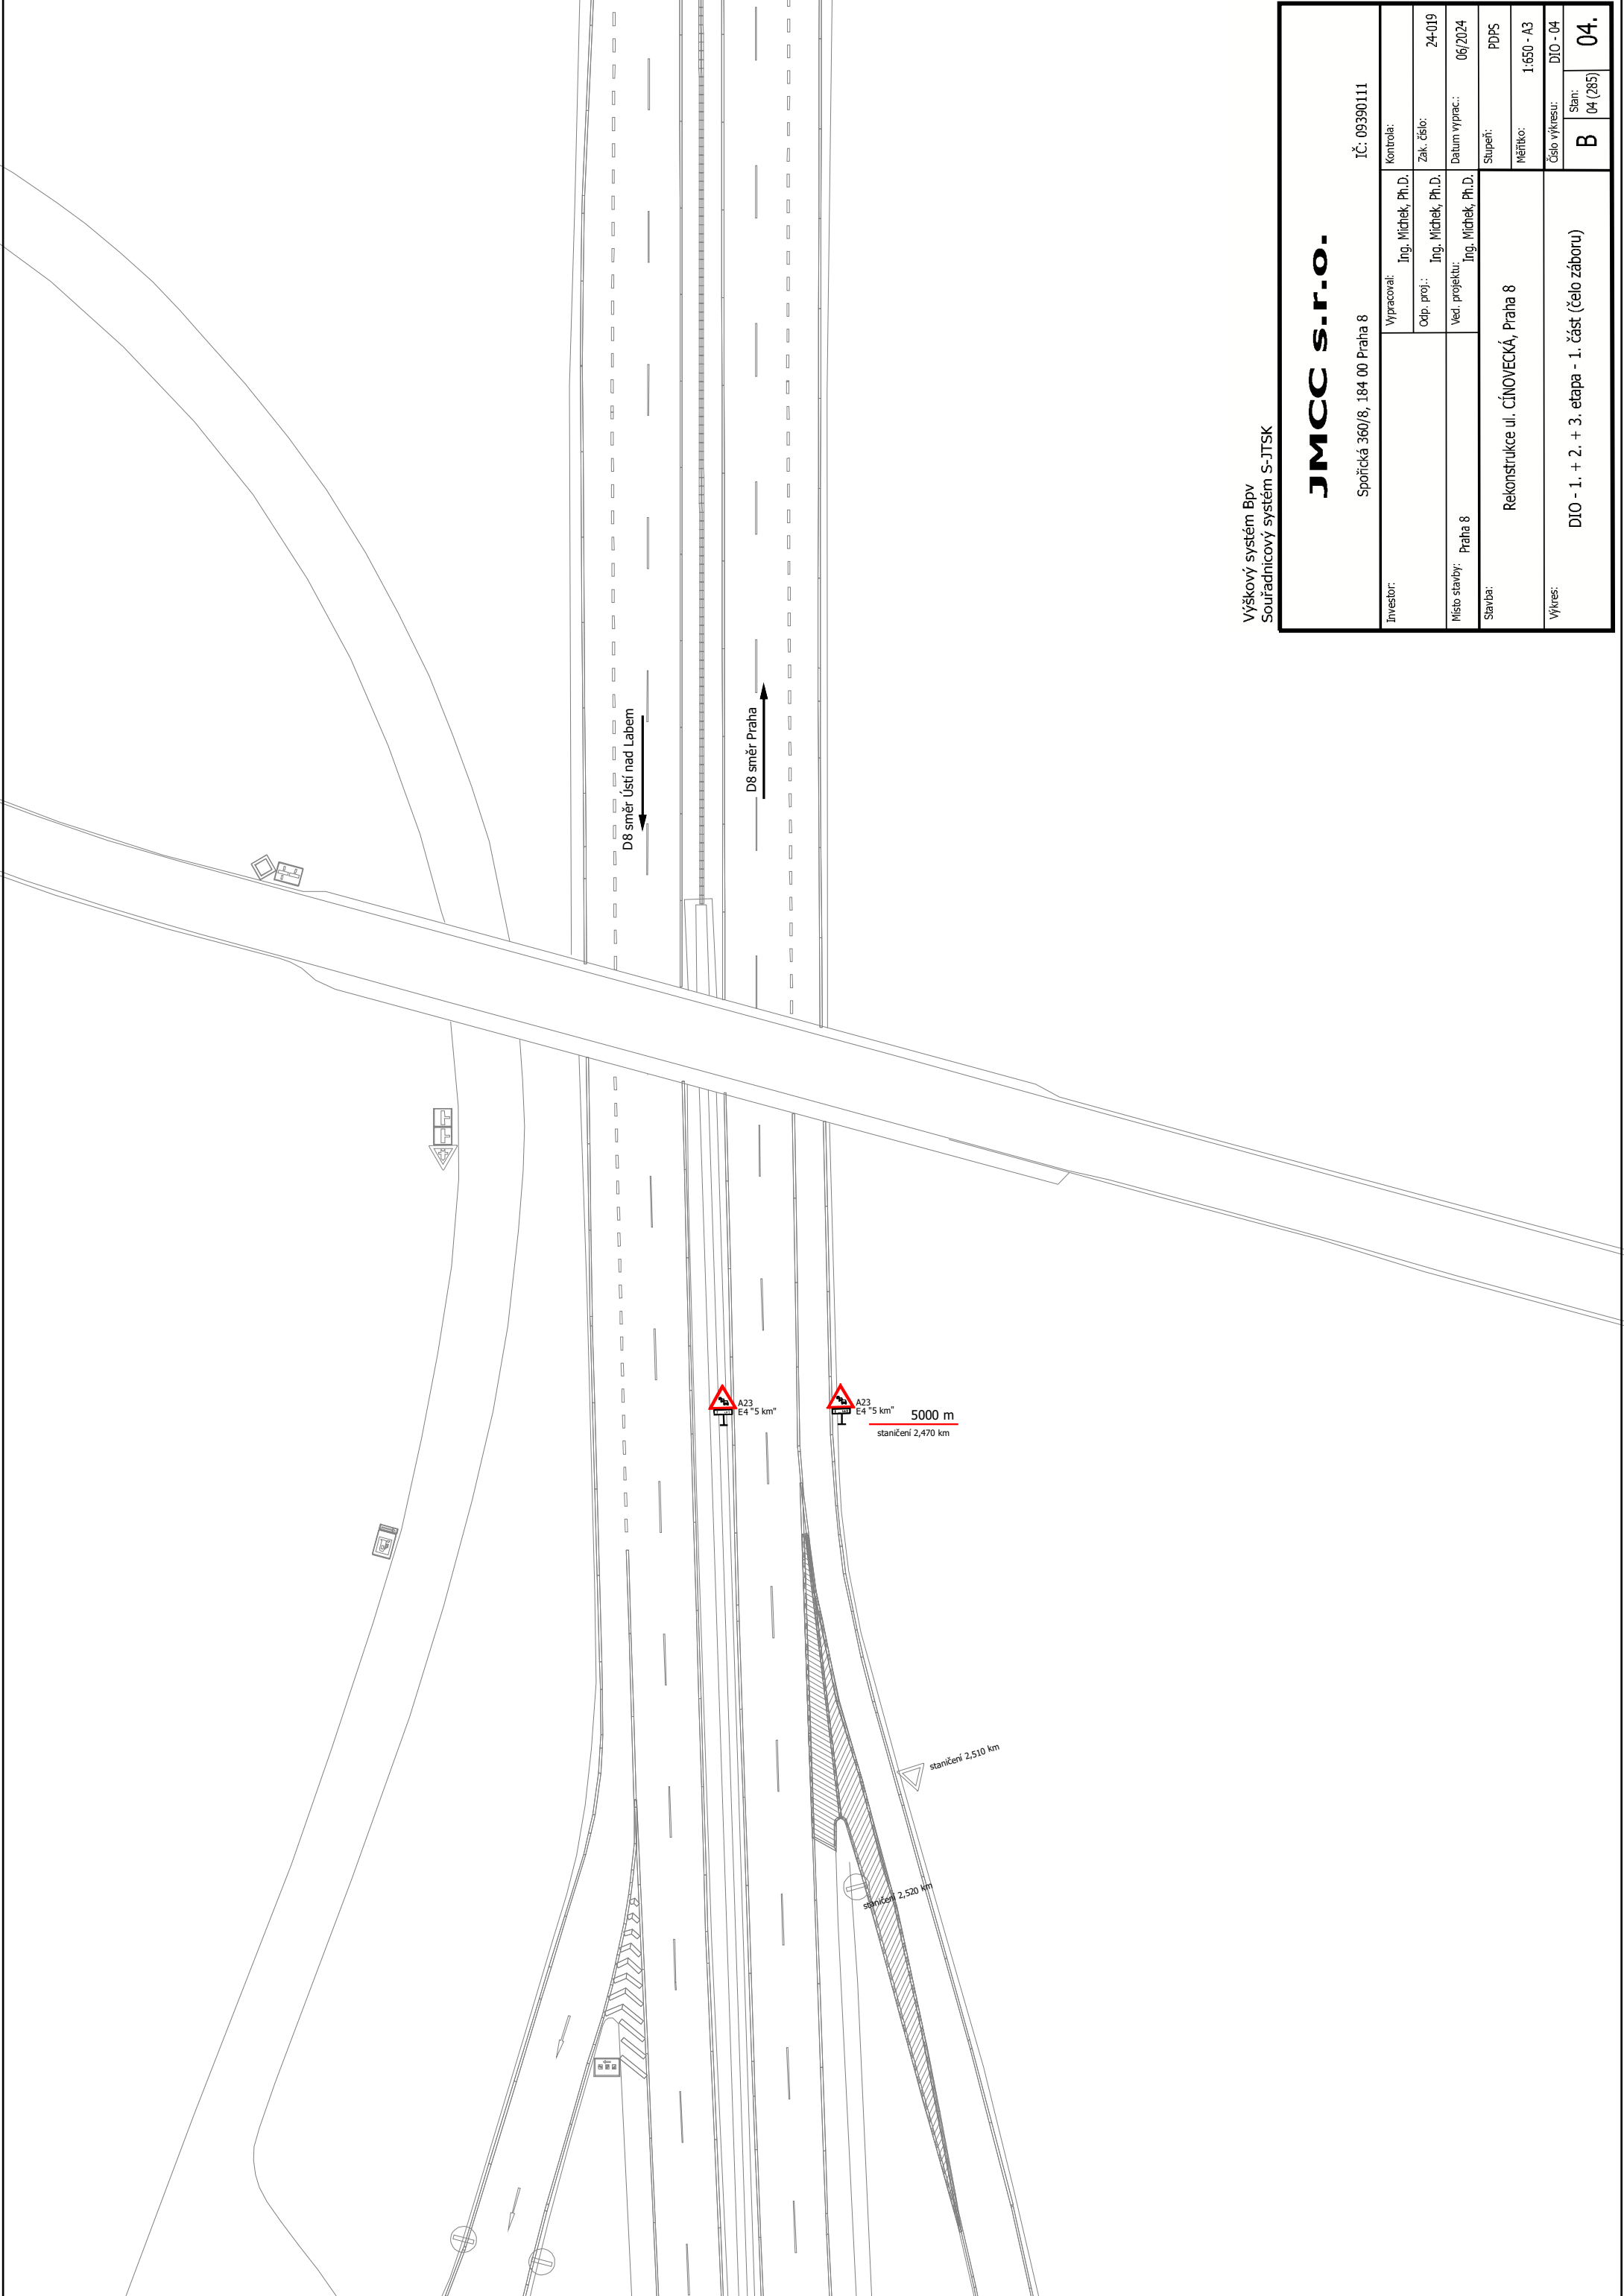 D8 směr Ústí nad Labem
D8 směr Praha
A23
E4 "5 km"
A23
E4 "5 km"
5000 m
staničení 2,470 km
staničení 2,510 km
staničení 2,520 km
Výškový systém Bpv
Souřadnicový systém S-JTSK
JMCC s.r.o.
Spořická 360/8, 184 00 Praha 8
IČ: 09390111
Investor:
Vypracoval:
Ing. Michek, Ph.D.
Kontrola:
Odp. proj.:
Ing. Michek, Ph.D.
Zak. číslo:
24-019
Místo stavby:
Praha 8
Ved. projektu:
Ing. Michek, Ph.D.
Datum vyprac.:
06/2024
Stavba:
Rekonstrukce ul. CÍNOVECKÁ, Praha 8
Stupeň:
PDPS
Měřítko:
1:650 - A3
Výkres:
DIO - 1. + 2. + 3. etapa - 1. část (čelo záboru)
Číslo výkresu:
DIO - 04
B
Stan:
04 (285)
04.